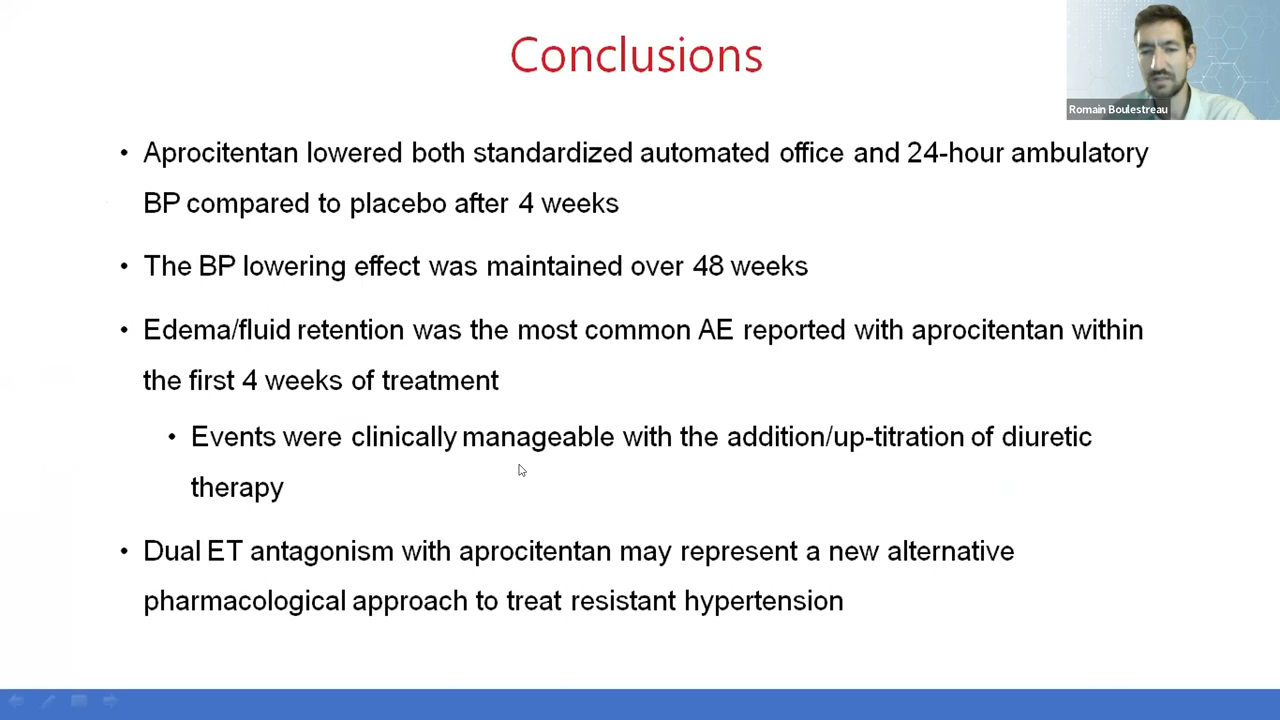 Conclusions
Romain Boulestreau
• Aprocitentan lowered both standardized automated office and 24-hour ambulatory
BP compared to placebo after 4 weeks
• The BP lowering effect was maintained over 48 weeks
• Edema/fluid retention was the most common AE reported with aprocitentan within
the first 4 weeks of treatment
• Events were clinically manageable with the addition/up-titration of diuretic
therapy
• Dual ET antagonism with aprocitentan may represent a new alternative
pharmacological approach to treat resistant hypertension